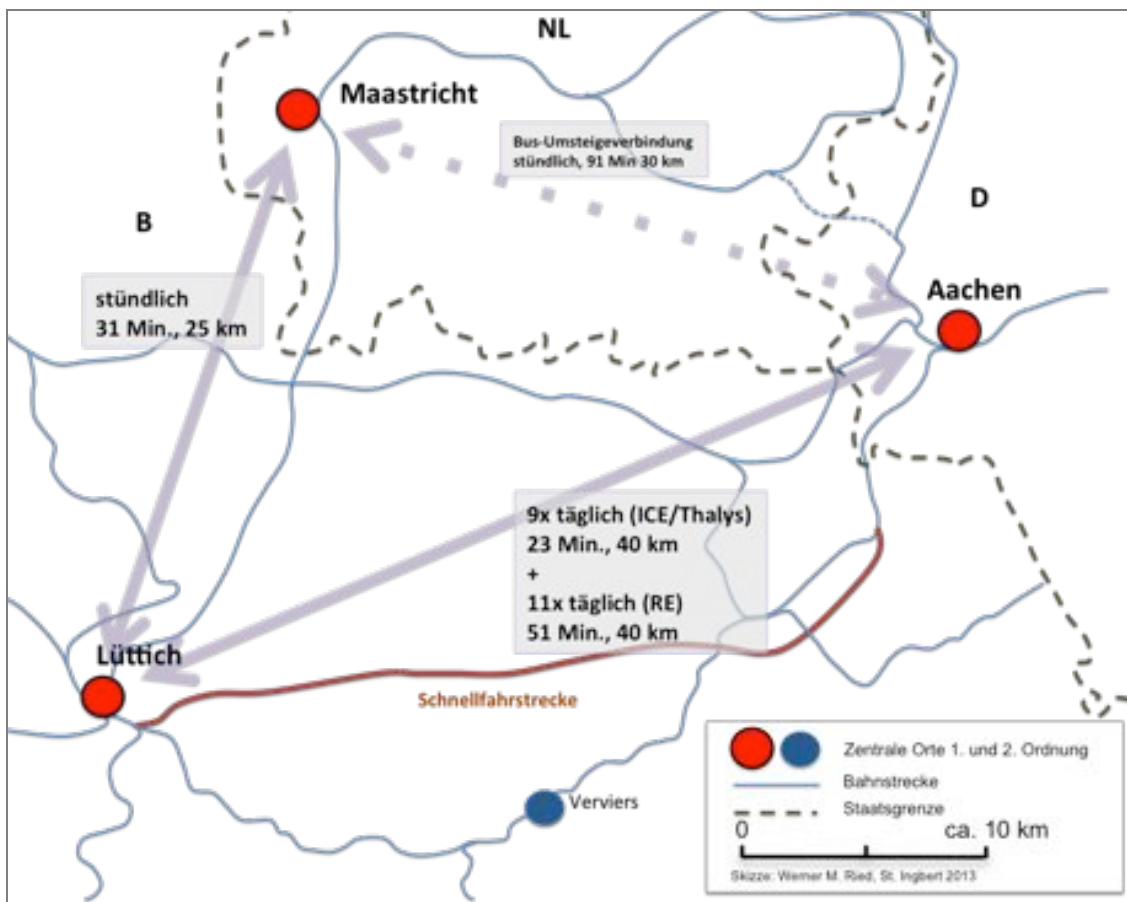 NL
Maastricht
Bus-Umsteigeverbindung
stündlich, 91 Min 30 km
D
B
stündlich
31 Min., 25 km
Aachen
9x täglich (ICE/Thalys)
23 Min., 40 km
+
11x täglich (RE)
51 Min., 40 km
Lüttich
Schnellfahrstrecke
Verviers
Zentrale Orte 1. und 2. Ordnung
Bahnstrecke
Staatsgrenze
0 ca. 10 km
Skizze: Werner M. Ried, St. Ingbert 2013